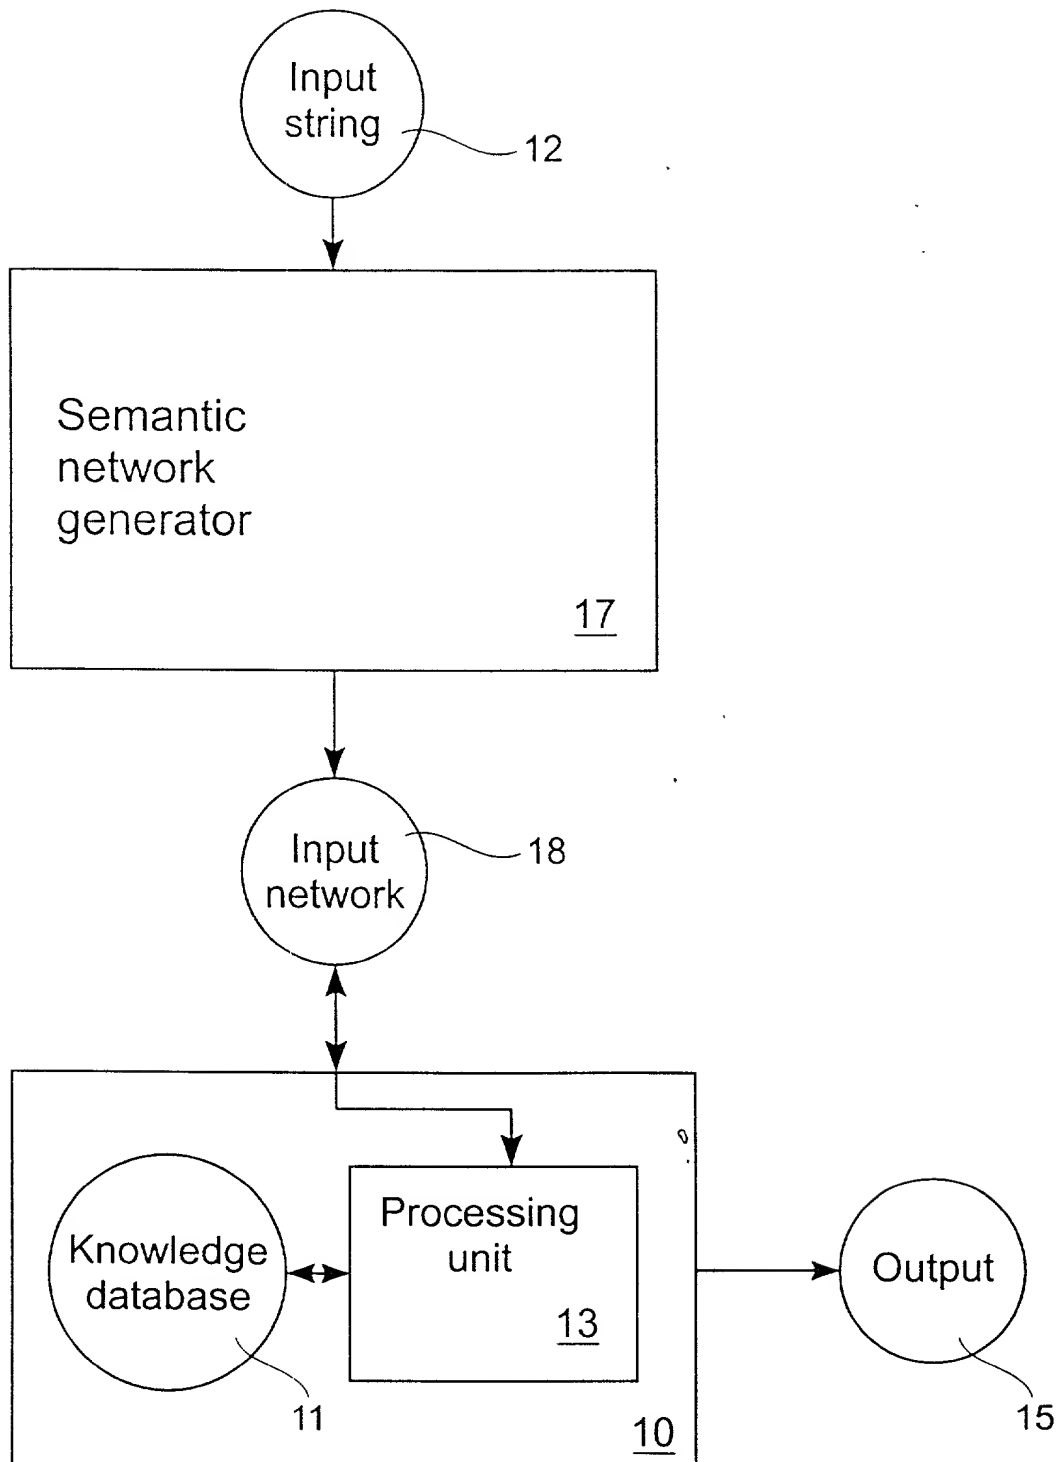 Input
string
12
Semantic
network
generator
17
Input
network
18
Knowledge
database
11
Processing
unit
13
10
Output
15